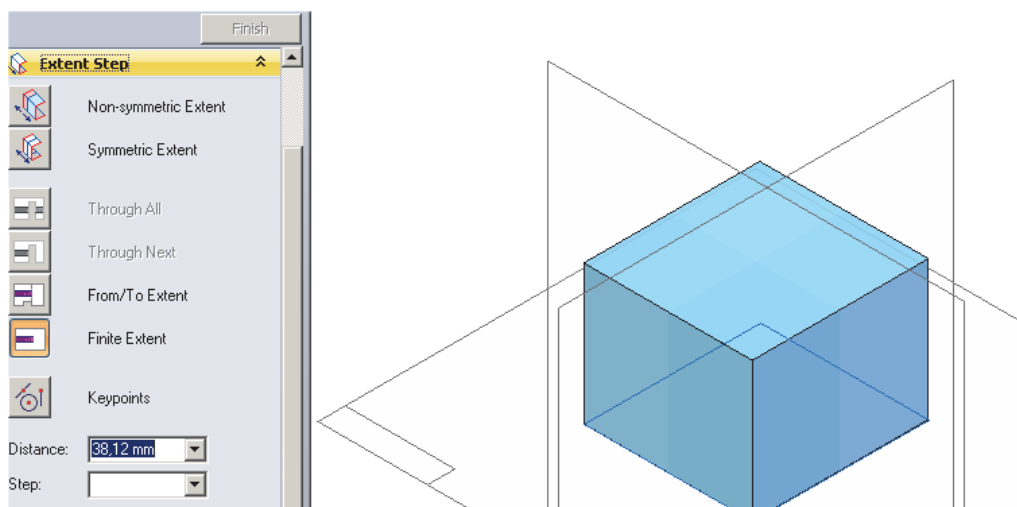 Finish
Extent Step
Non-symmetric Extent
Symmetric Extent
Through All
Through Next
From/To Extent
Finite Extent
Keypoints
Distance: 38,12 mm
Step: